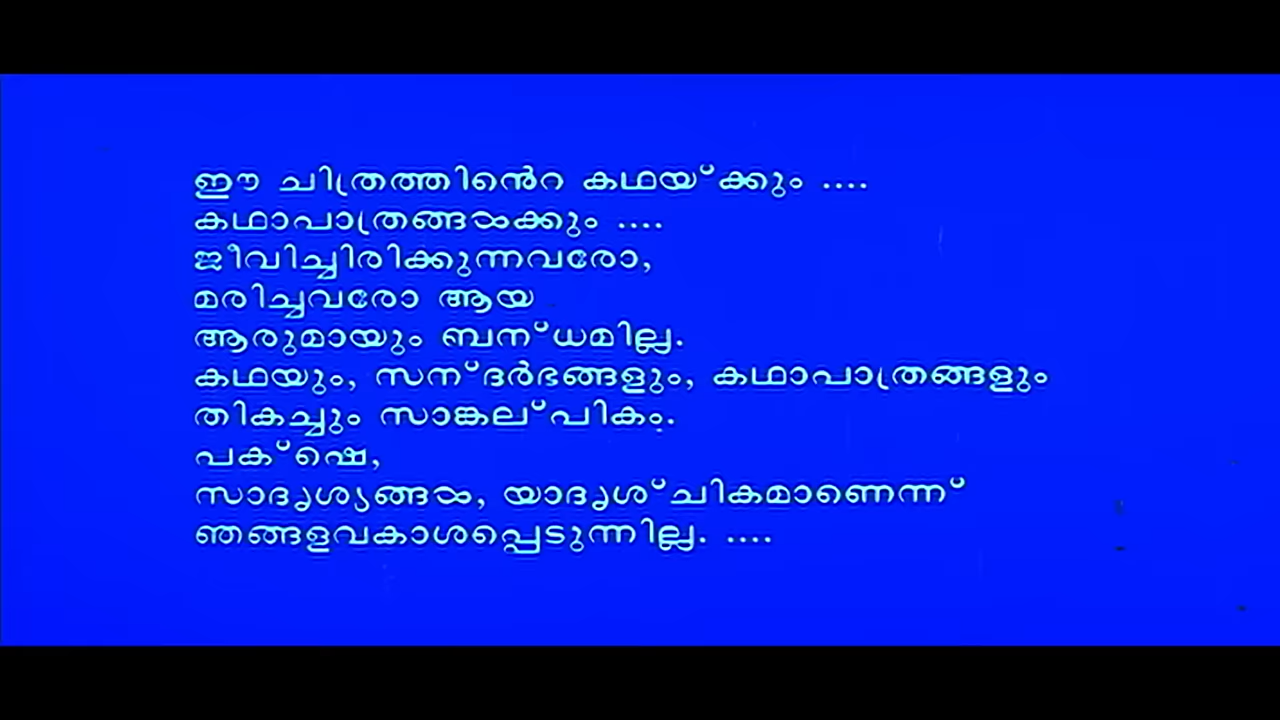 ഈ ചിത്രത്തിൻെറ കഥയ്ക്കും ....
കഥാപാത്രങ്ങൾക്കും ....
ജീവിച്ചിരിക്കുന്നവരോ,
മരിച്ചവരോ ആയ
ആരുമായും ബന്ധമില്ല.
കഥയും, സന്ദർഭങ്ങളും, കഥാപാത്രങ്ങളും
തികച്ചും സാങ്കല്പികം.
പക്ഷെ,
സാദൃശ്യങ്ങൾ, യാദൃശ്ചികമാണെന്ന്
ഞങ്ങളവകാശപ്പെടുന്നില്ല. ....